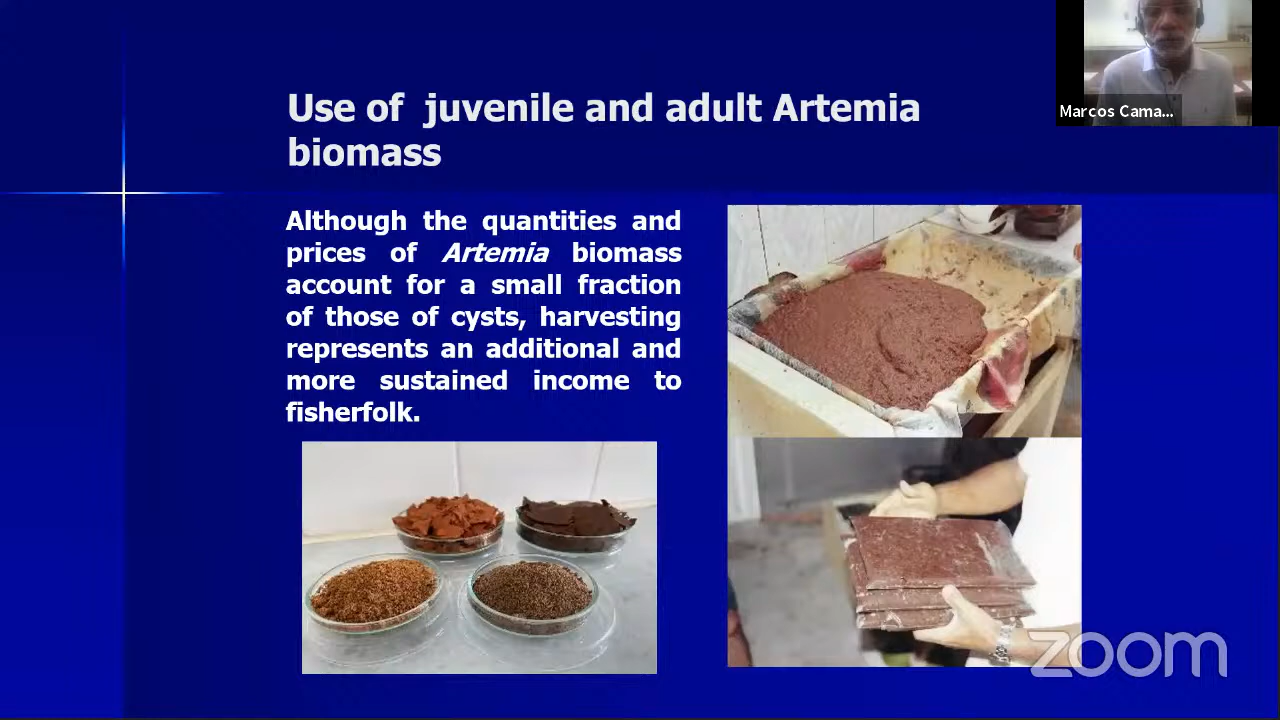 Use of juvenile and adult Artemia
biomass
Although the quantities and
prices of Artemia biomass
account for a small fraction
of those of cysts, harvesting
represents an additional and
more sustained income to
fisherfolk.
Marcos Cama...
zoom